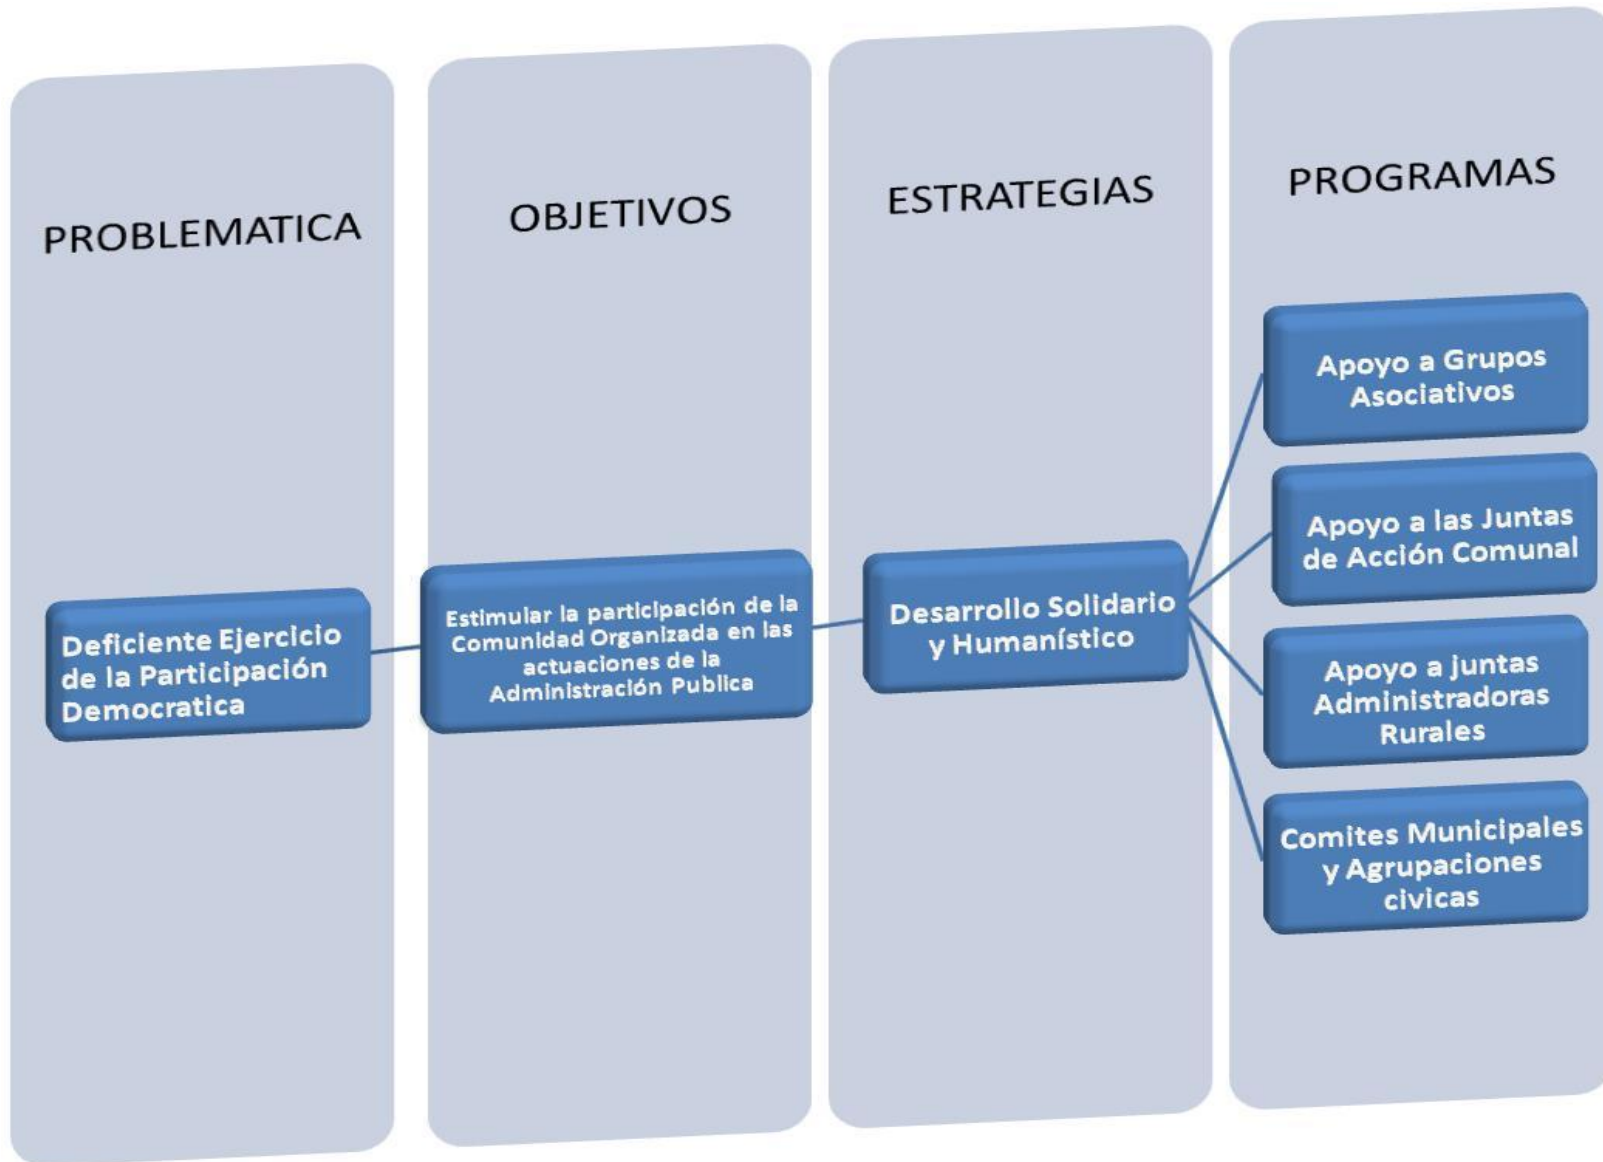 PROBLEMATICA
Deficiente Ejercicio
de la Participación
Democratica
OBJETIVOS
Estimular la participación de la
Comunidad Organizada en las
actuaciones de la
Administración Publica
ESTRATEGIAS
Desarrollo Solidario
y Humanístico
PROGRAMAS
Apoyo a Grupos
Asociativos
Apoyo a las Juntas
de Acción Comunal
Apoyo a juntas
Administradoras
Rurales
Comites Municipales
y Agrupaciones
civicas